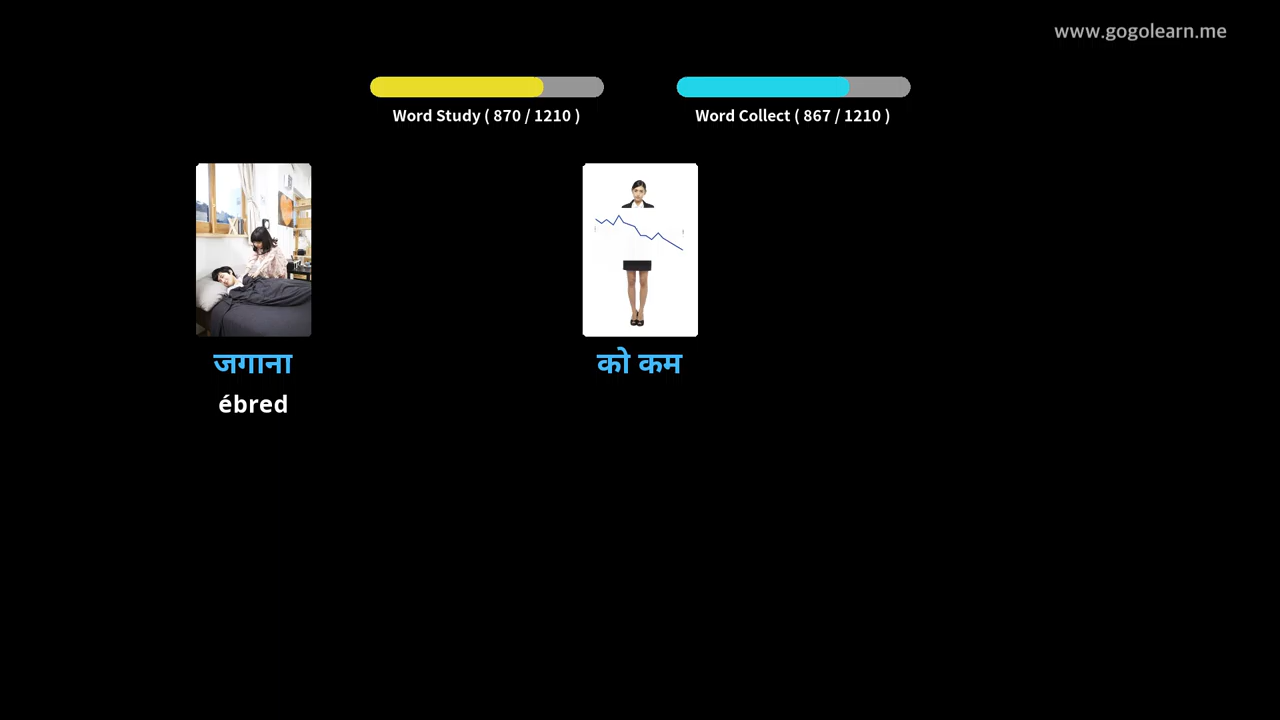 www.gogolearn.me
Word Study ( 870 / 1210 )
Word Collect ( 867 / 1210 )
जगाना
ébred
को कम